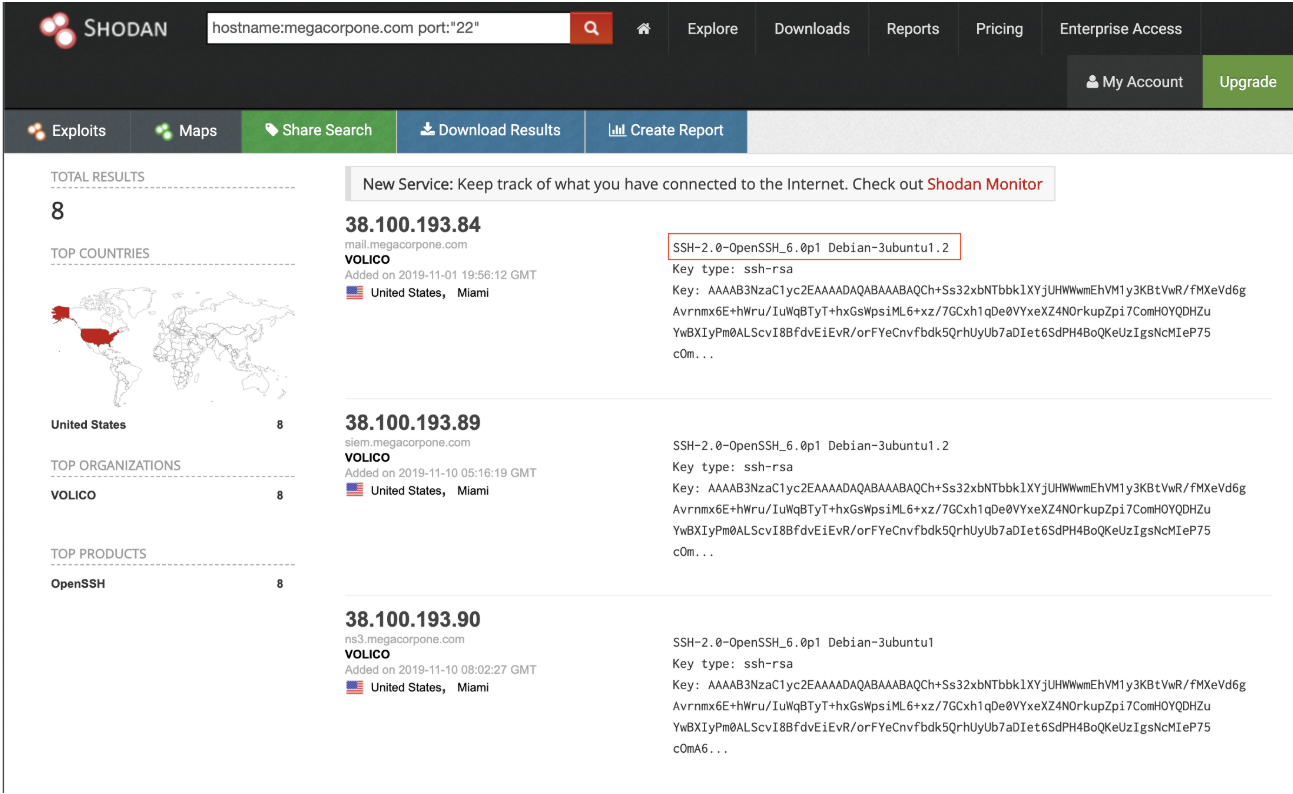 SHODAN
hostname:megacorpone.com port:"22"
Explore
Downloads
Reports
Pricing
Enterprise Access
My Account
Upgrade
Exploits
Maps
Share Search
Download Results
Create Report
TOTAL RESULTS
8
TOP COUNTRIES
United States 8
TOP ORGANIZATIONS
VOLICO 8
TOP PRODUCTS
OpenSSH 8
New Service: Keep track of what you have connected to the Internet. Check out Shodan Monitor
38.100.193.84
mail.megacorpone.com
VOLICO
Added on 2019-11-01 19:56:12 GMT
United States, Miami
SSH-2.0-OpenSSH_6.0p1 Debian-3ubuntu1.2
Key type: ssh-rsa
Key: AAAAB3NzaC1yc2EAAAADAQABAAABAQCh+Ss32xbNTbbklXYjUHWWwmEhVM1y3KBtVwR/fMXeVd6g
Avrnmx6E+hWru/IuWqBTyT+hxGsWpsiML6+xz/7GCxh1qDe0VYxeXZ4NOrkupZpi7ComHOYQDHZu
YwBXIyPm0ALScvI8BfdvEiEvR/orFYeCnvfbdk5QrhUyUb7aDIet6SdPH4BoQKeUzIgsNcMIeP75
cOm...
38.100.193.89
siem.megacorpone.com
VOLICO
Added on 2019-11-10 05:16:19 GMT
United States, Miami
SSH-2.0-OpenSSH_6.0p1 Debian-3ubuntu1.2
Key type: ssh-rsa
Key: AAAAB3NzaC1yc2EAAAADAQABAAABAQCh+Ss32xbNTbbklXYjUHWWwmEhVM1y3KBtVwR/fMXeVd6g
Avrnmx6E+hWru/IuWqBTyT+hxGsWpsiML6+xz/7GCxh1qDe0VYxeXZ4NOrkupZpi7ComHOYQDHZu
YwBXIyPm0ALScvI8BfdvEiEvR/orFYeCnvfbdk5QrhUyUb7aDIet6SdPH4BoQKeUzIgsNcMIeP75
cOm...
38.100.193.90
ns3.megacorpone.com
VOLICO
Added on 2019-11-10 08:02:27 GMT
United States, Miami
SSH-2.0-OpenSSH_6.0p1 Debian-3ubuntu1
Key type: ssh-rsa
Key: AAAAB3NzaC1yc2EAAAADAQABAAABAQCh+Ss32xbNTbbklXYjUHWWwmEhVM1y3KBtVwR/fMXeVd6g
Avrnmx6E+hWru/IuWqBTyT+hxGsWpsiML6+xz/7GCxh1qDe0VYxeXZ4NOrkupZpi7ComHOYQDHZu
YwBXIyPm0ALScvI8BfdvEiEvR/orFYeCnvfbdk5QrhUyUb7aDIet6SdPH4BoQKeUzIgsNcMIeP75
cOmA6...